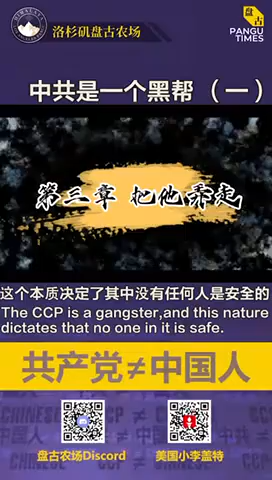 洛杉矶盘古农场
盘古
PANGU
TIMES
中共是一个黑帮（一）
第三章 把他弄走
这个本质决定了其中没有任何人是安全的
The CCP is a gangster,and this nature
dictates that no one in it is safe.
共产党≠中国人
盘古农场Discord
美国小李盖特